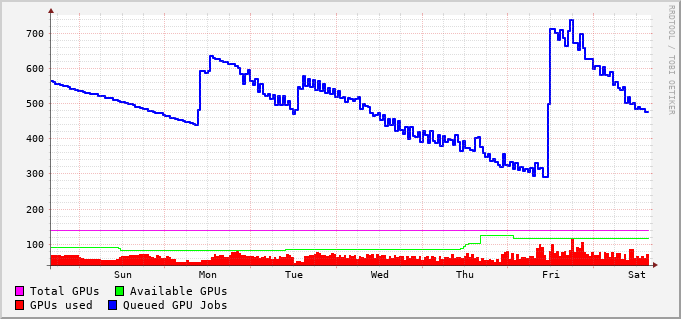 700
600
500
400
300
200
100
Sun Mon Tue Wed Thu Fri Sat
Total GPUs Available GPUs
GPUs used Queued GPU Jobs
RRDTOOL / TOBI OETIKER